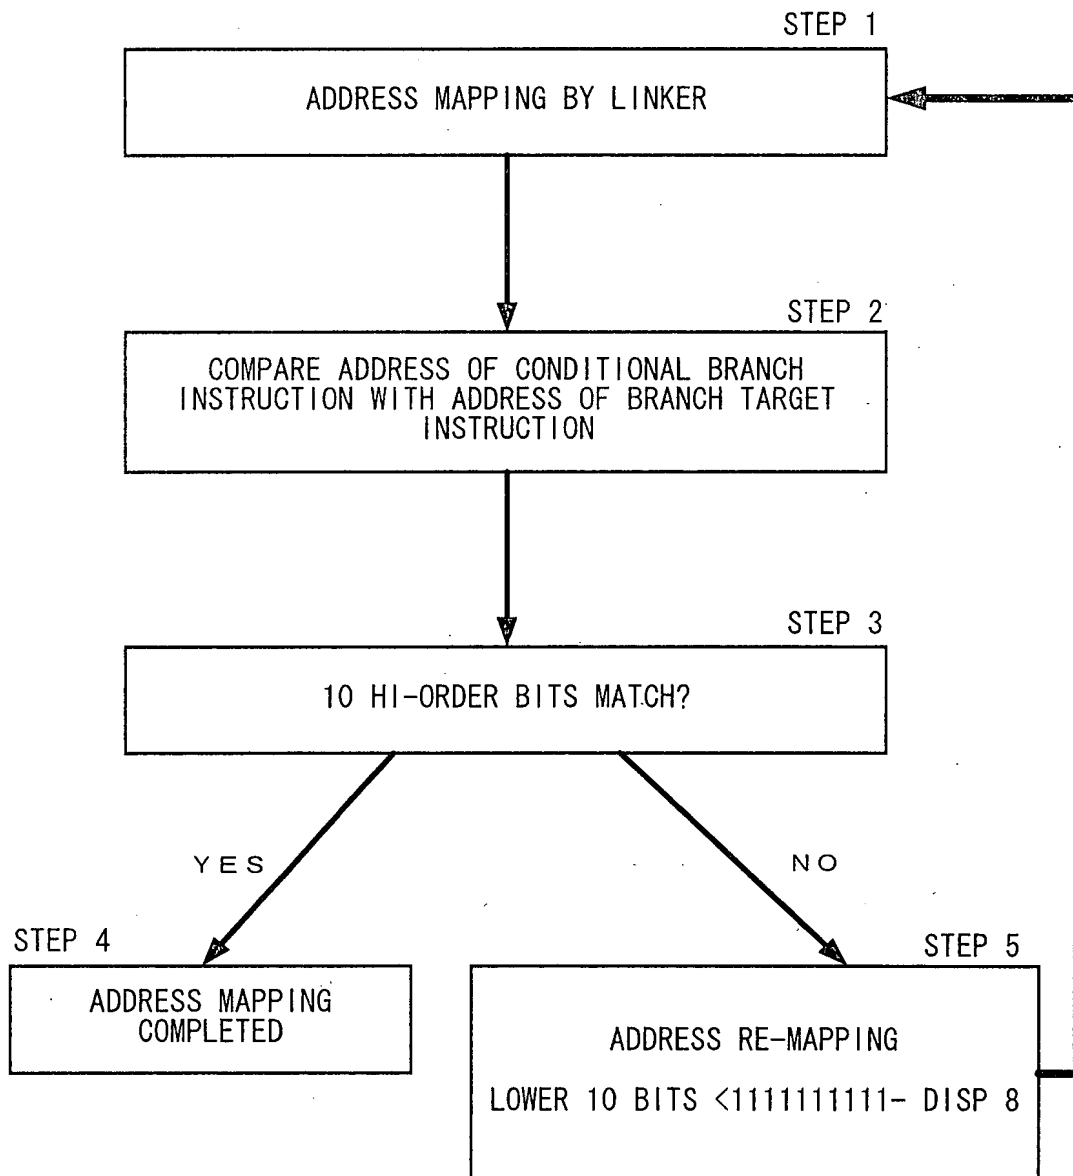 STEP 1
ADDRESS MAPPING BY LINKER
STEP 2
COMPARE ADDRESS OF CONDITIONAL BRANCH
INSTRUCTION WITH ADDRESS OF BRANCH TARGET
INSTRUCTION
STEP 3
10 HI-ORDER BITS MATCH?
YES
NO
STEP 4
ADDRESS MAPPING
COMPLETED
STEP 5
ADDRESS RE-MAPPING
LOWER 10 BITS <1111111111- DISP 8